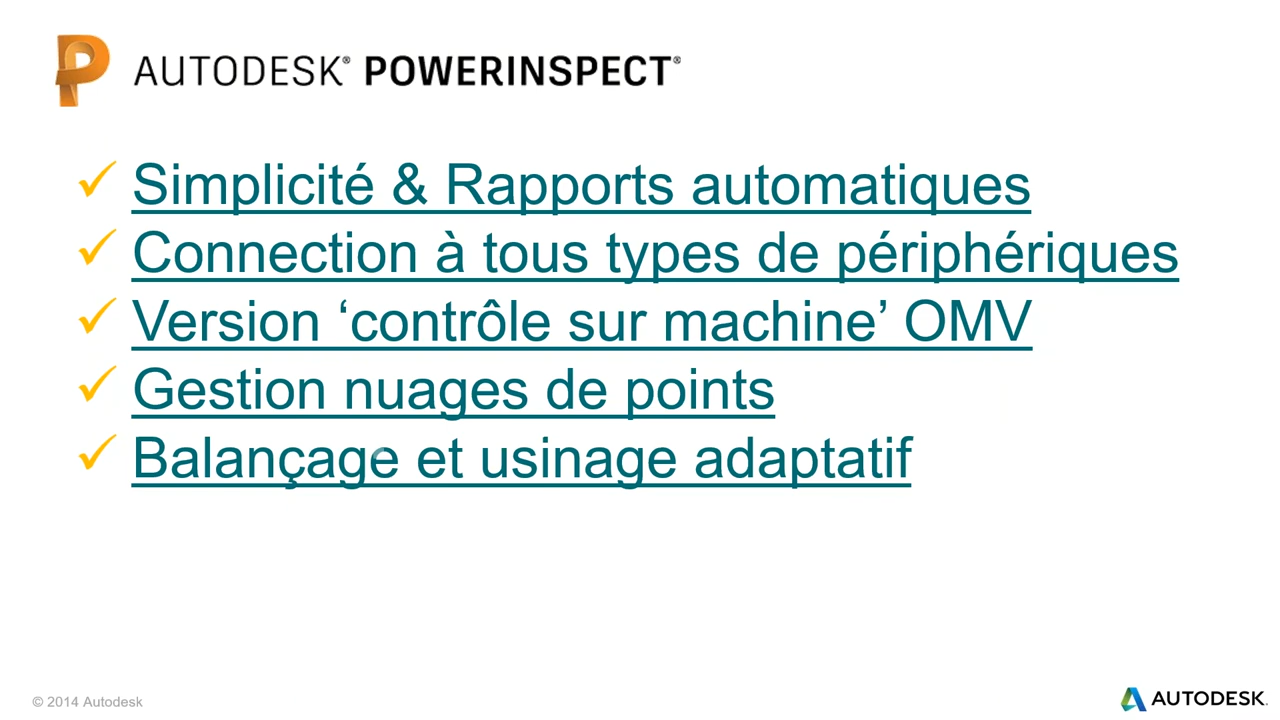 AUTODESK® POWERINSPECT®
✓ Simplicité & Rapports automatiques
✓ Connection à tous types de périphériques
✓ Version ‘contrôle sur machine’ OMV
✓ Gestion nuages de points
✓ Balançage et usinage adaptatif
© 2014 Autodesk
AUTODESK.